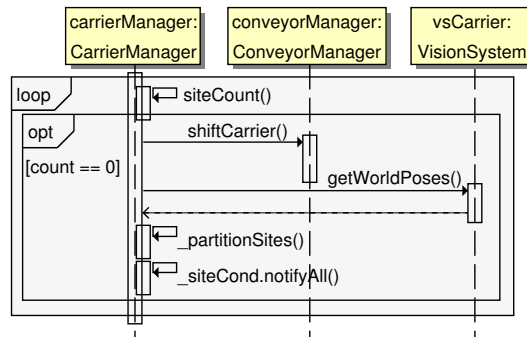 carrierManager:
CarrierManager
conveyorManager:
ConveyorManager
vsCarrier:
VisionSystem
loop
siteCount()
opt
shiftCarrier()
[count == 0]
getWorldPoses()
_partitionSites()
_siteCond.notifyAll()